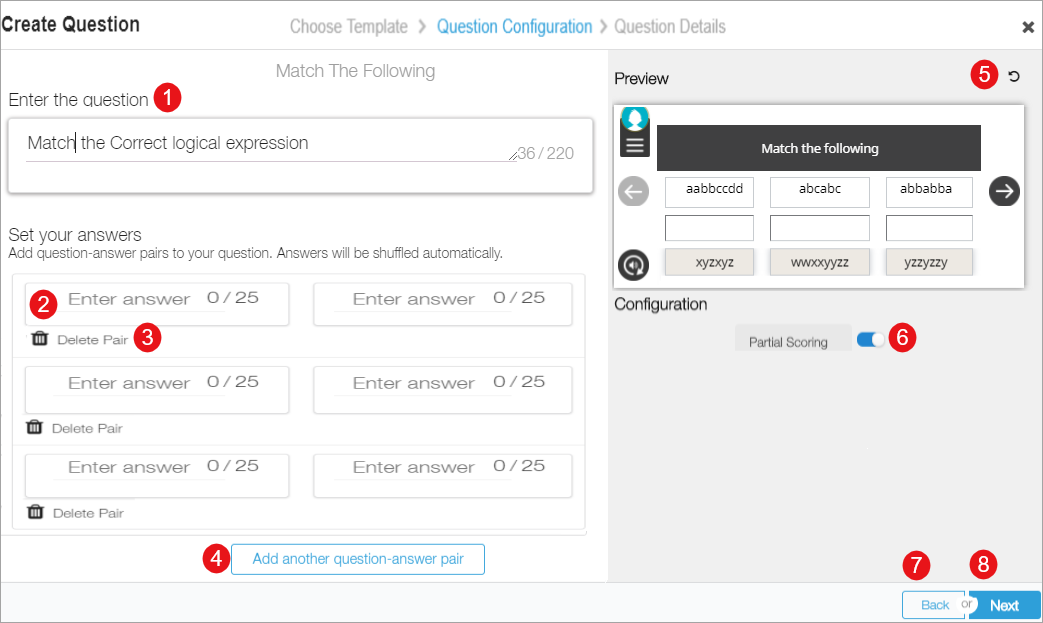 Create Question
Choose Template > Question Configuration > Question Details
Match The Following
Enter the question 1
Match the Correct logical expression
36 / 220
Set your answers
Add question-answer pairs to your question. Answers will be shuffled automatically.
2 Enter answer 0 / 25 Enter answer 0 / 25
Delete Pair 3
Enter answer 0 / 25 Enter answer 0 / 25
Delete Pair
Enter answer 0 / 25 Enter answer 0 / 25
Delete Pair
4 Add another question-answer pair
Preview 5
Match the following
aabbccdd abcabc abbabba
xyzxyz wwxxyyzz yzzyzzy
Configuration
Partial Scoring 6
7 8
Back or Next